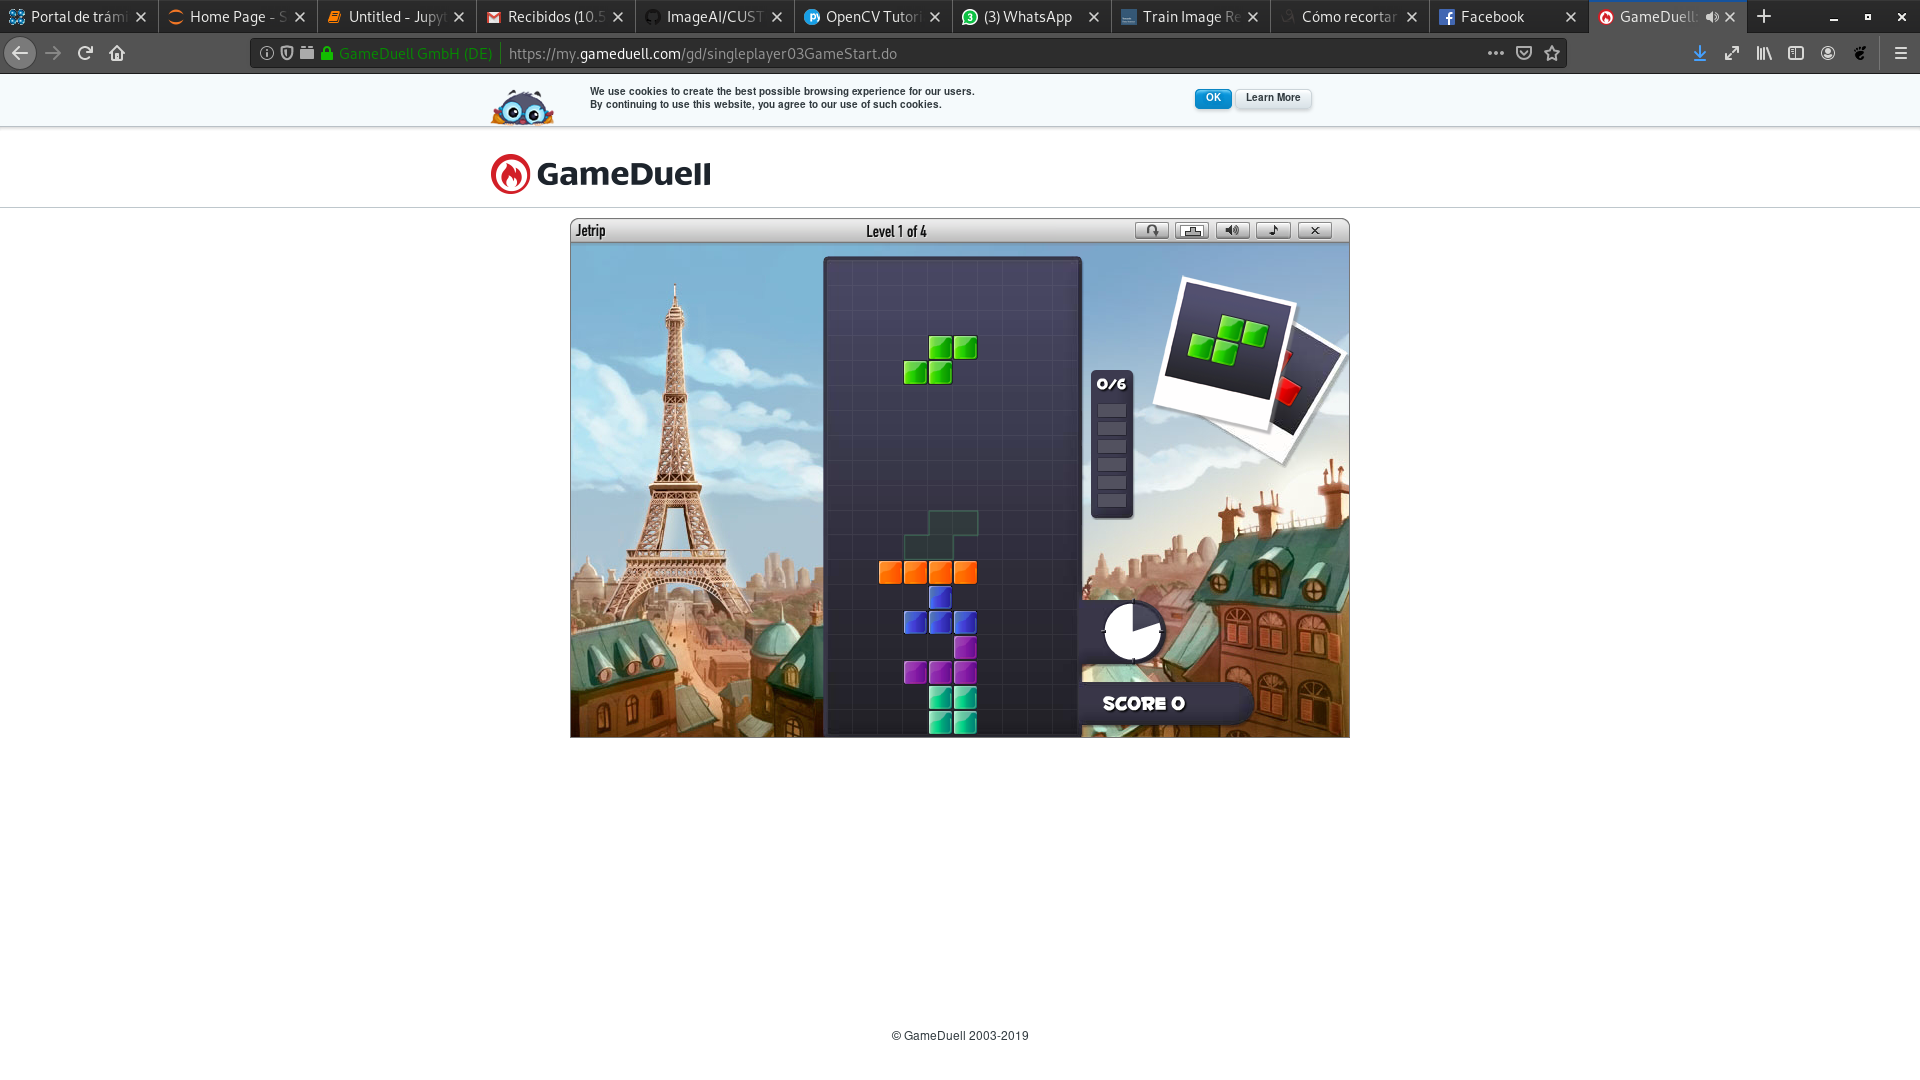 Portal de trámi
Home Page - S
Untitled - Jupyt
Recibidos (10.5
ImageAI/CUST
OpenCV Tutori
(3) WhatsApp
Train Image Re
Cómo recortar
Facebook
GameDuell:
GameDuell GmbH (DE)
https://my.gameduell.com/gd/singleplayer03GameStart.do
We use cookies to create the best possible browsing experience for our users.
By continuing to use this website, you agree to our use of such cookies.
OK
Learn More
GameDuell
Jetrip
Level 1 of 4
0/6
SCORE 0
© GameDuell 2003-2019